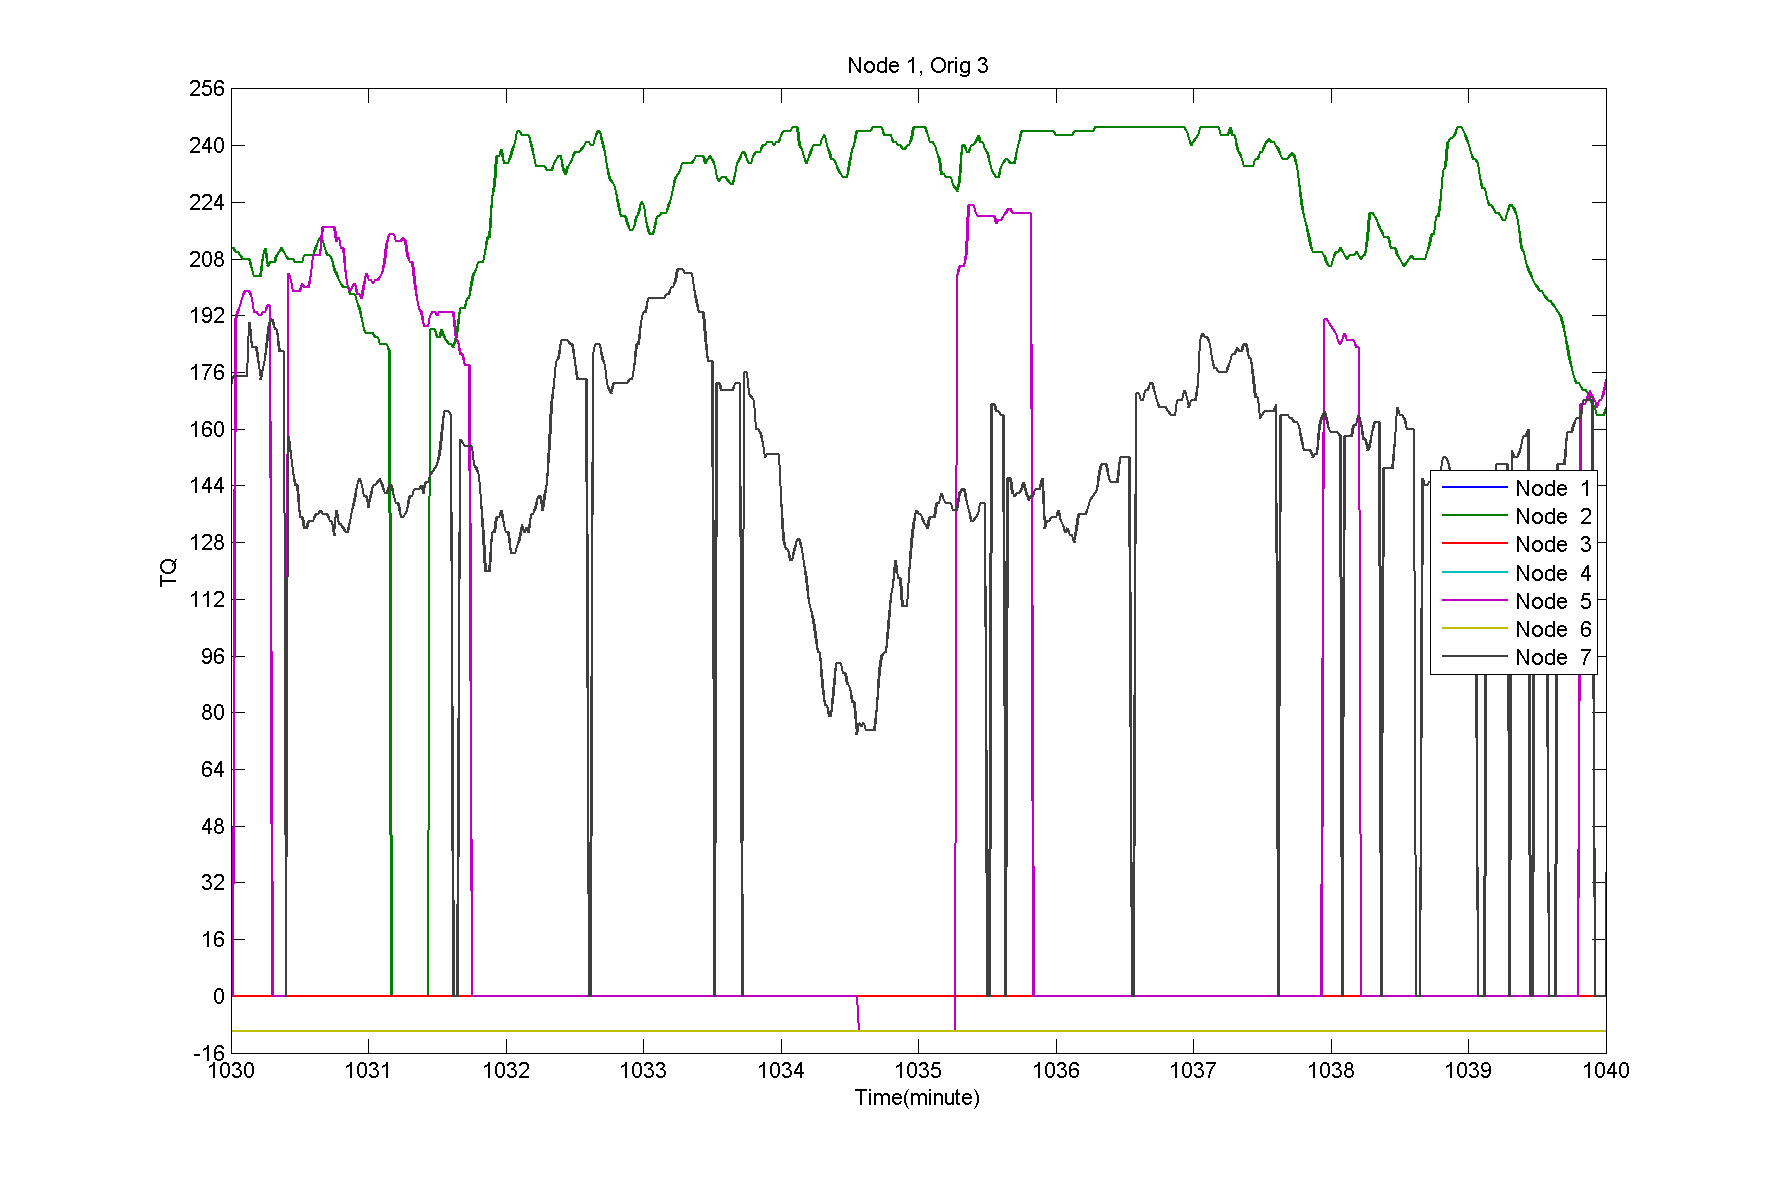 Node 1, Orig 3
256
240
224
208
192
176
160
144
128
112
96
80
64
48
32
16
0
-16
TQ
Node 1
Node 2
Node 3
Node 4
Node 5
Node 6
Node 7
1030 1031 1032 1033 1034 1035 1036 1037 1038 1039 1040
Time(minute)